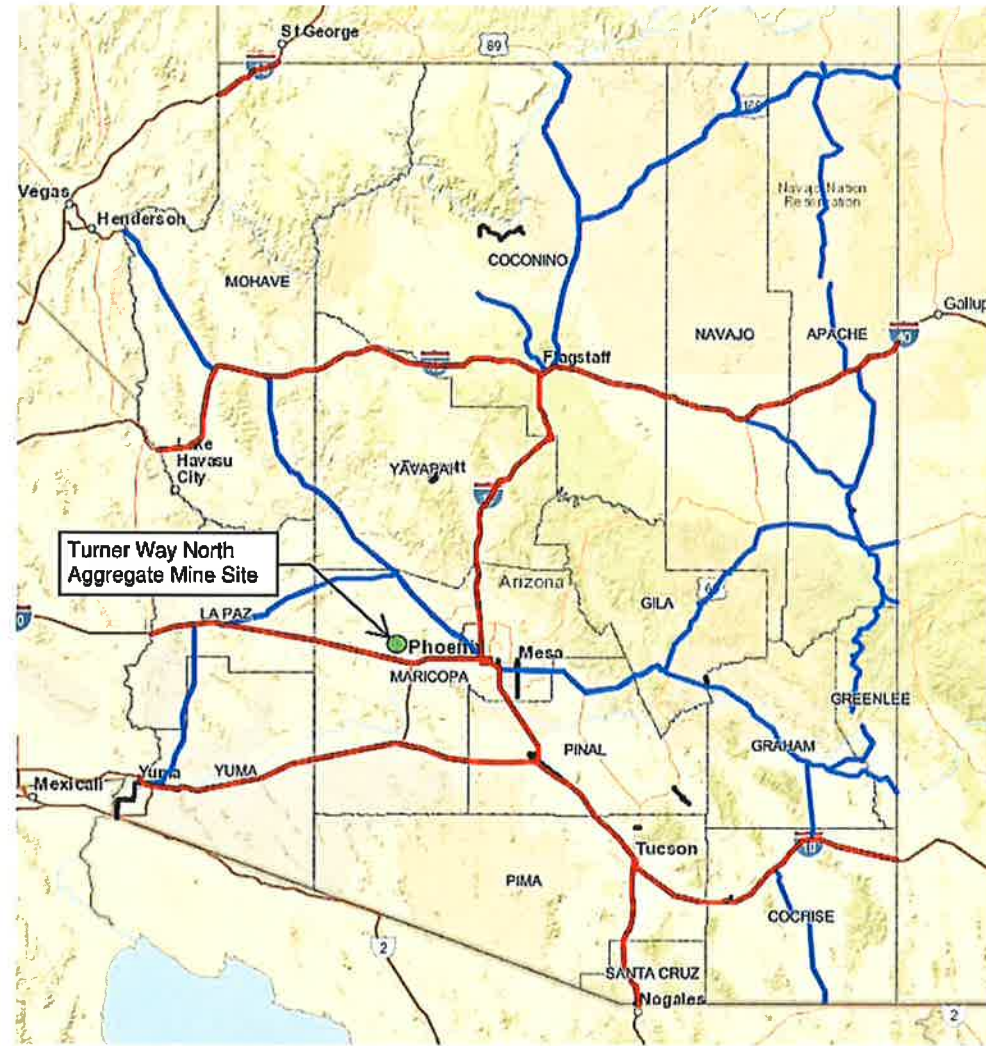 St George
89
Vegas
Henderson
MOHAVE
COCONINO
Navajo Nation
Reservation
NAVAJO
APACHE
Gallup
40
Flagstaff
Lake
Havasu
City
YAVAPAI
Turner Way North
Aggregate Mine Site
Arizona
GILA
LA PAZ
Phoenix
Mesa
MARICOPA
GREENLEE
PINAL
GRAHAM
Yuma
YUMA
Mexicali
Tucson
PIMA
COCHISE
2
SANTA CRUZ
Nogales
2